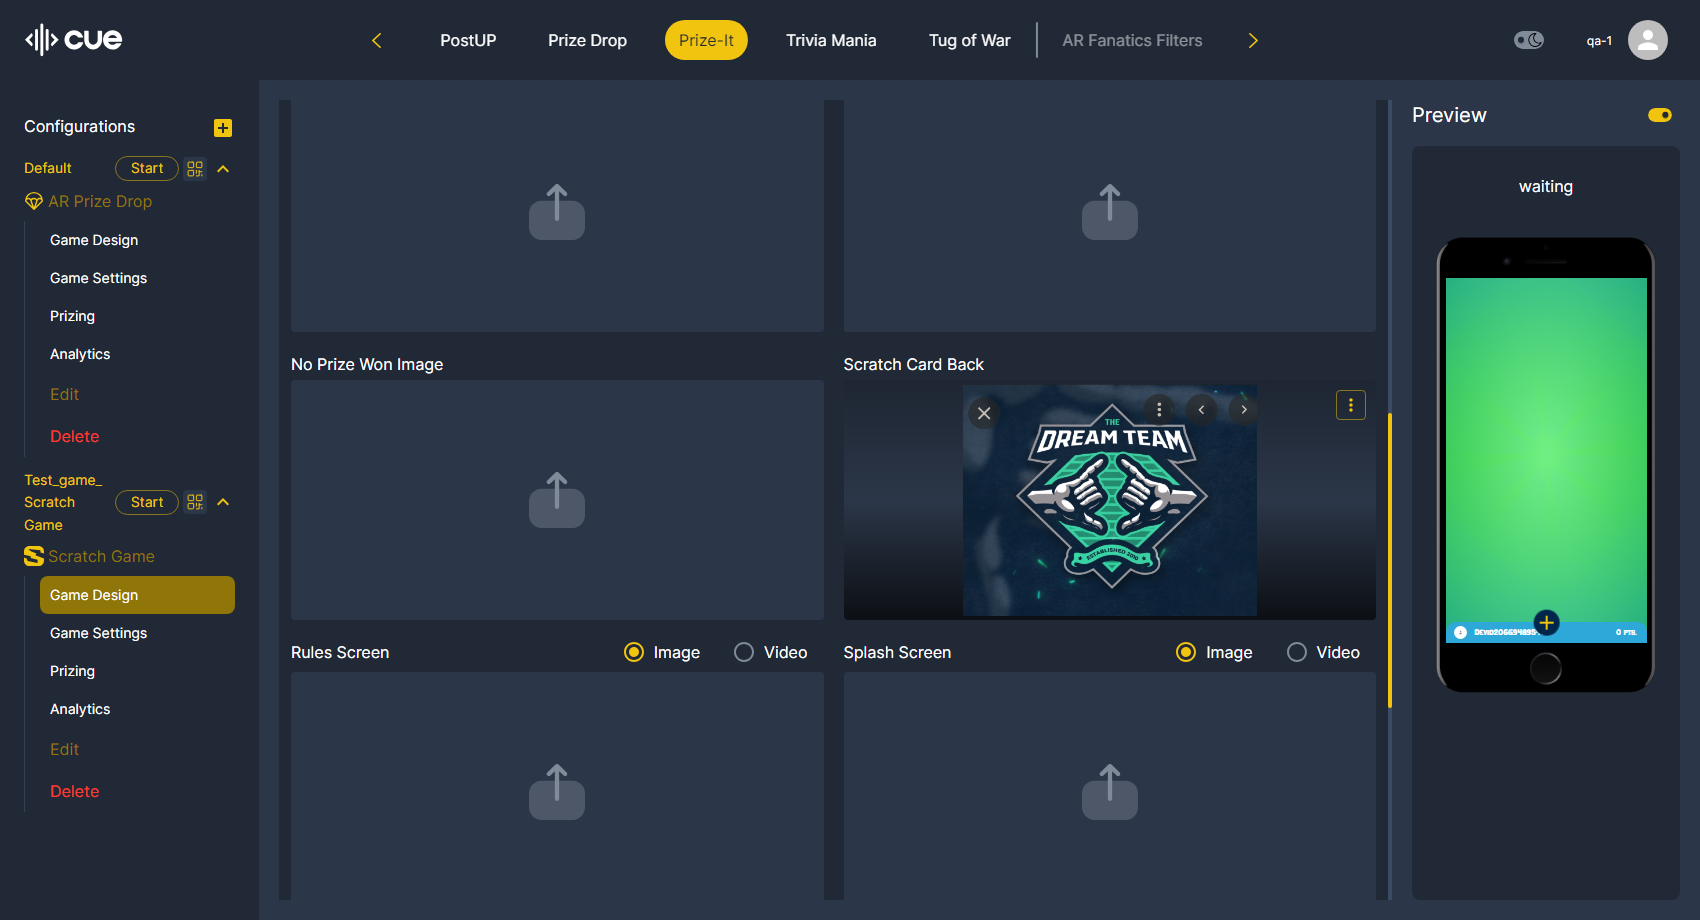 cue
PostUP
Prize Drop
Prize-It
Trivia Mania
Tug of War
AR Fanatics Filters
qa-1
Configurations
Default
Start
AR Prize Drop
Game Design
Game Settings
Prizing
Analytics
Edit
Delete
Test_game_
Scratch
Game
Start
Scratch Game
Game Design
Game Settings
Prizing
Analytics
Edit
Delete
No Prize Won Image
Scratch Card Back
THE
DREAM TEAM
ESTABLISHED 2010
Rules Screen
Image
Video
Splash Screen
Image
Video
Preview
waiting
0 PTS.